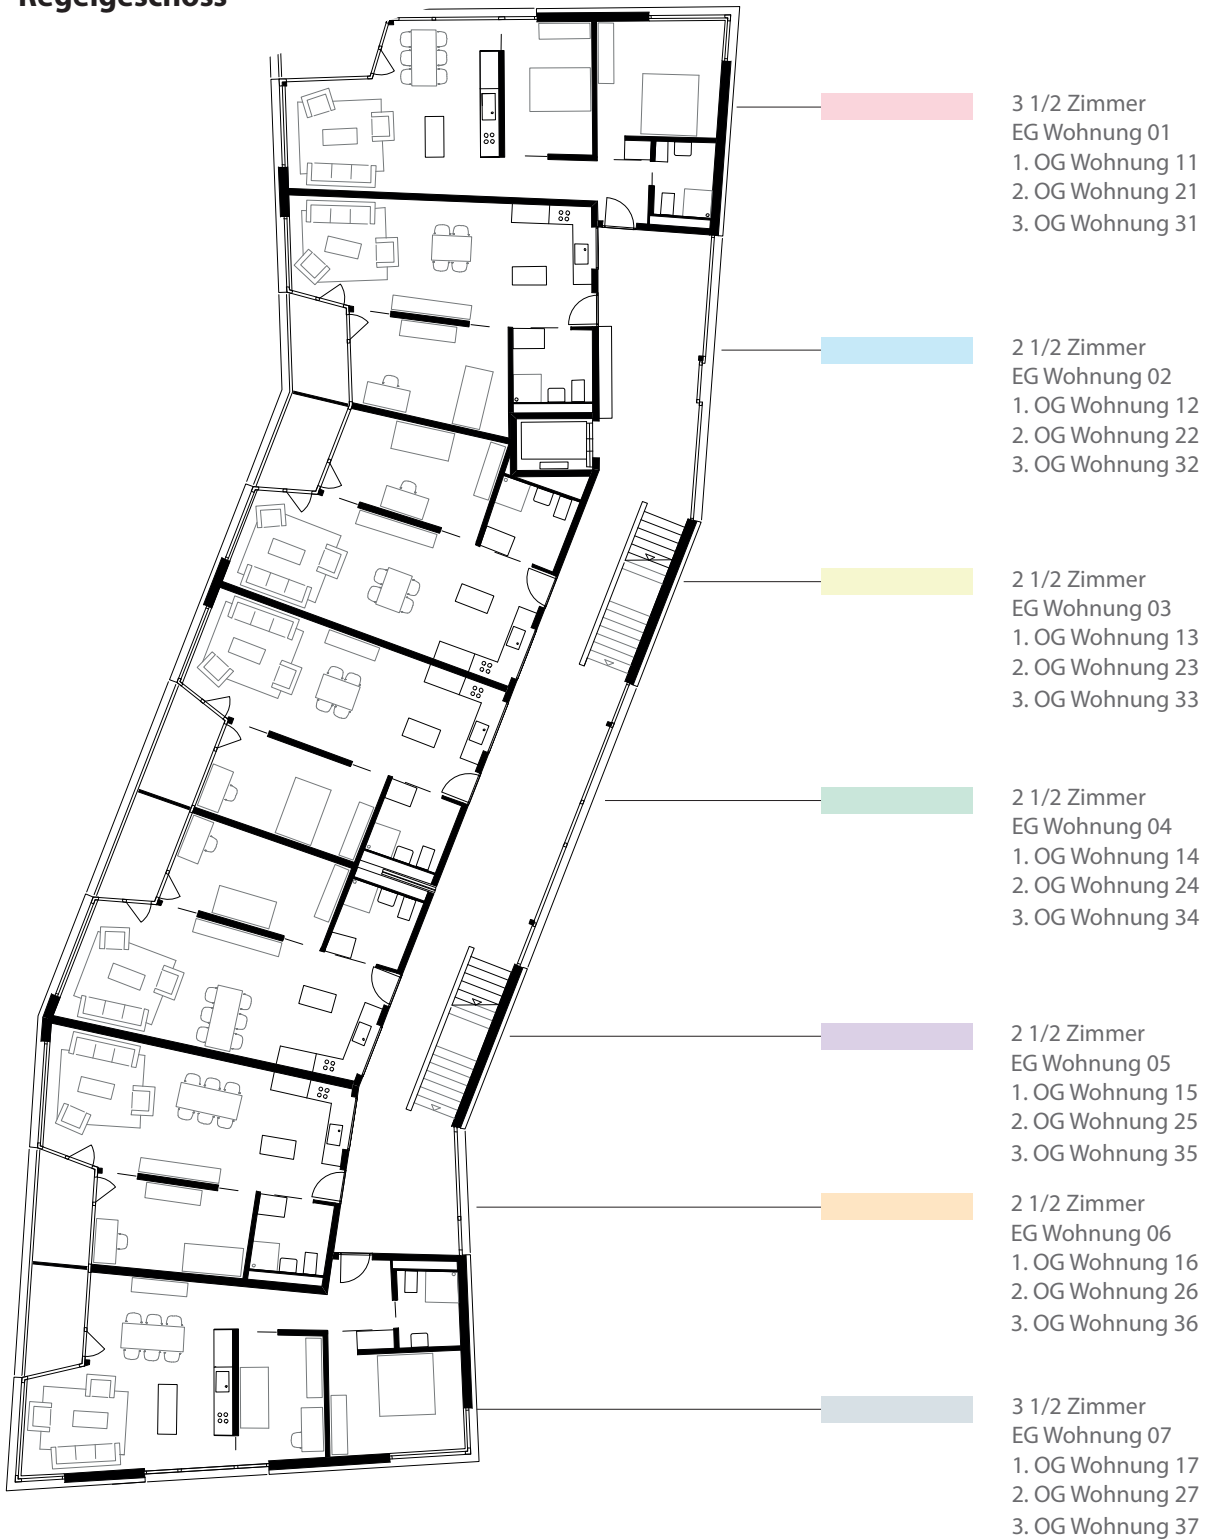 Regelgeschoss
3 1/2 Zimmer
EG Wohnung 01
1. OG Wohnung 11
2. OG Wohnung 21
3. OG Wohnung 31
2 1/2 Zimmer
EG Wohnung 02
1. OG Wohnung 12
2. OG Wohnung 22
3. OG Wohnung 32
2 1/2 Zimmer
EG Wohnung 03
1. OG Wohnung 13
2. OG Wohnung 23
3. OG Wohnung 33
2 1/2 Zimmer
EG Wohnung 04
1. OG Wohnung 14
2. OG Wohnung 24
3. OG Wohnung 34
2 1/2 Zimmer
EG Wohnung 05
1. OG Wohnung 15
2. OG Wohnung 25
3. OG Wohnung 35
2 1/2 Zimmer
EG Wohnung 06
1. OG Wohnung 16
2. OG Wohnung 26
3. OG Wohnung 36
3 1/2 Zimmer
EG Wohnung 07
1. OG Wohnung 17
2. OG Wohnung 27
3. OG Wohnung 37